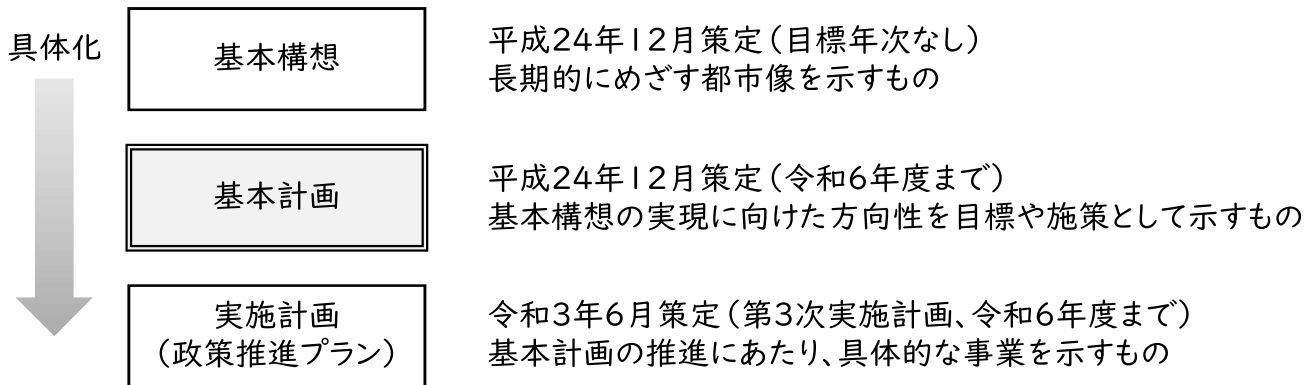 具体化
基本構想
平成24年12月策定（目標年次なし）
長期的にめざす都市像を示すもの
基本計画
平成24年12月策定（令和6年度まで）
基本構想の実現に向けた方向性を目標や施策として示すもの
実施計画
（政策推進プラン）
令和3年6月策定（第3次実施計画、令和6年度まで）
基本計画の推進にあたり、具体的な事業を示すもの